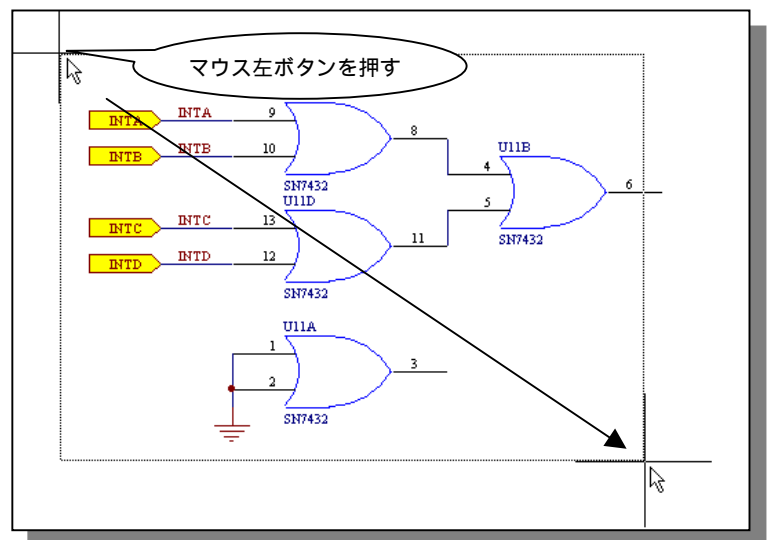 マウス左ボタンを押す
INTA INTA 9 8
INTB INTB 10
SN7432
U11B
4
5
6
SN7432
U11D
INTC INTC 13 11
INTD INTD 12
SN7432
U11A
1
2
3
SN7432